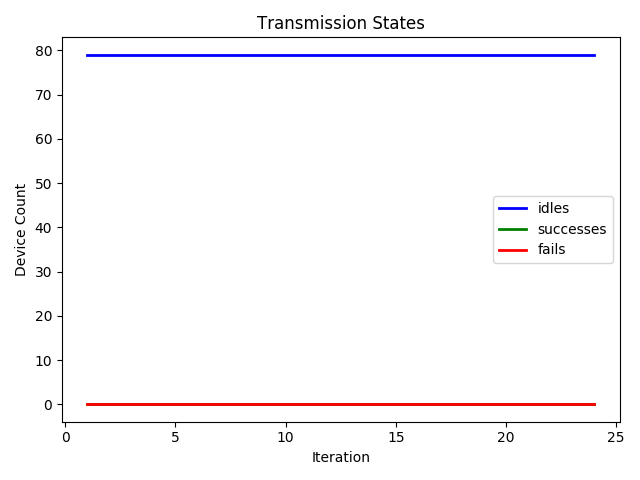 Transmission States
80
70
60
50
40
30
20
10
0
Device Count
idles
successes
fails
0 5 10 15 20 25
Iteration